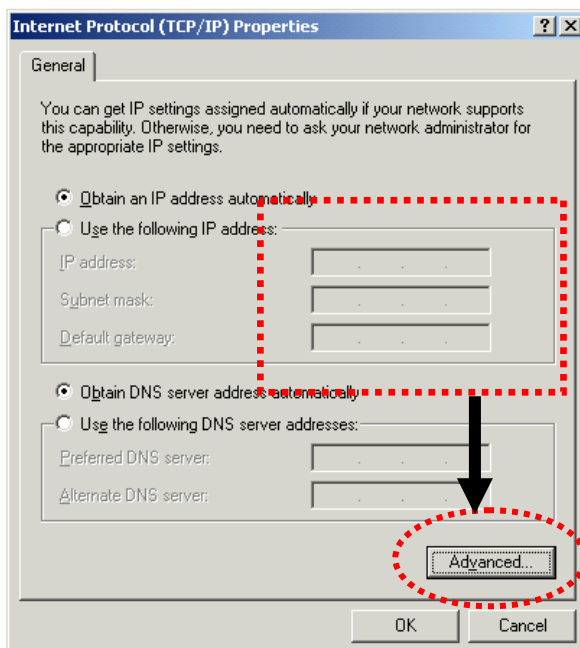 Internet Protocol (TCP/IP) Properties
General
You can get IP settings assigned automatically if your network supports
this capability. Otherwise, you need to ask your network administrator for
the appropriate IP settings.
Obtain an IP address automatically
Use the following IP address:
IP address:
Subnet mask:
Default gateway:
Obtain DNS server address automatically
Use the following DNS server addresses:
Preferred DNS server:
Alternate DNS server:
Advanced...
OK
Cancel